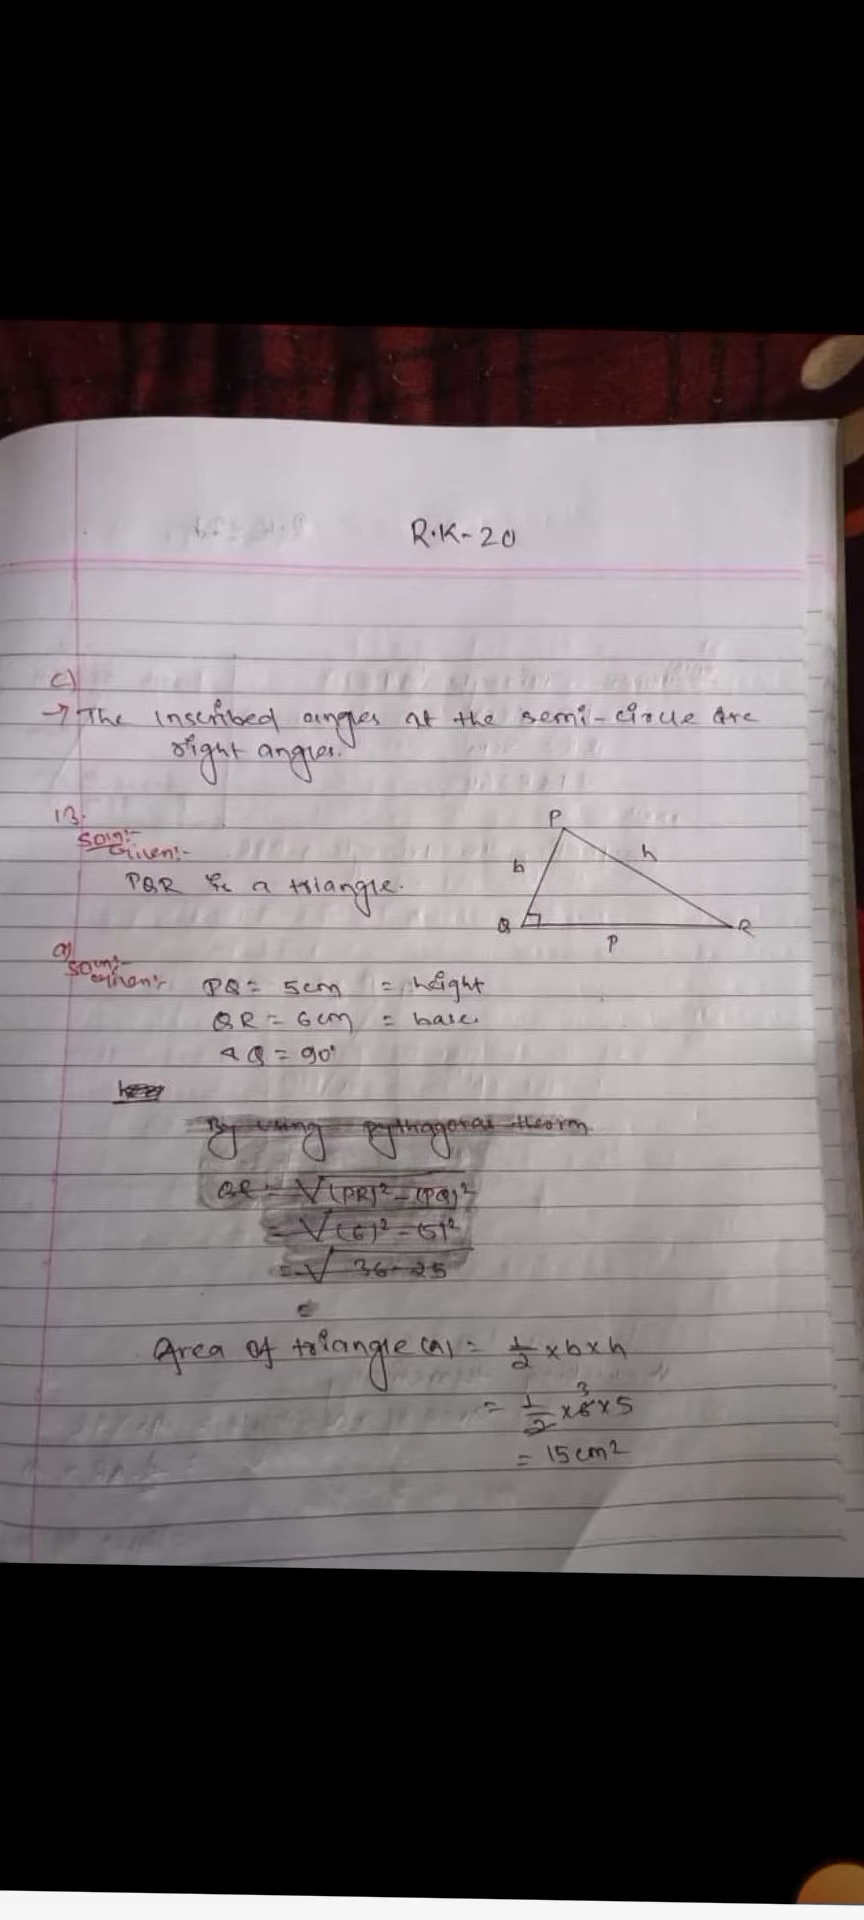 R.K-20
c)
→ The inscribed angles at the semi-circle are
right angles.
13.
Soln:-
Given:-
PQR is a triangle.
P
b
h
Q
R
P
a)
Soln:-
Given:-
PQ = 5cm = height
QR = 6cm = base.
∠Q = 90°
By using pythagoras theorm
QR = √(PR)² - (PQ)²
= √(6)² - (5)²
= √36-25
=
Area of triangle (A) = 1/2 × b × h
3
= 1/2 × 6 × 5
= 15cm²